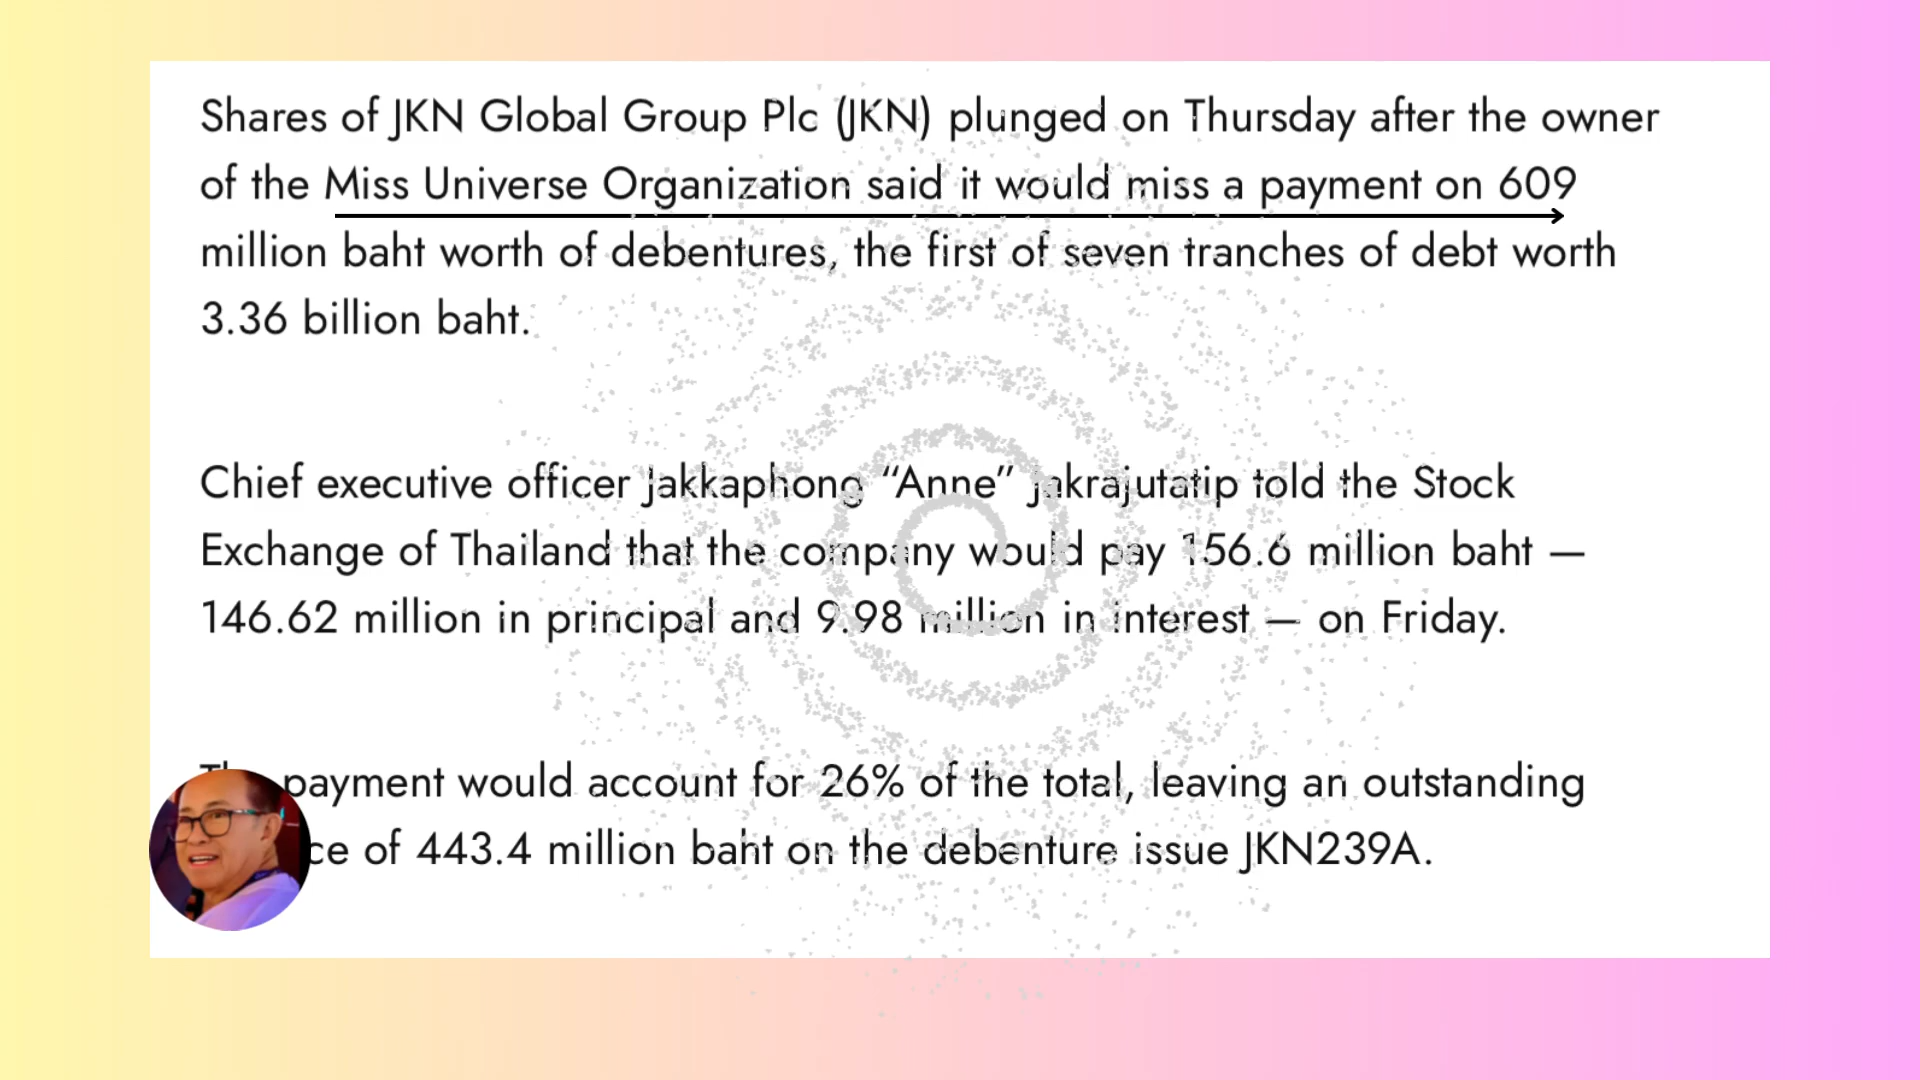 Shares of JKN Global Group Plc (JKN) plunged on Thursday after the owner
of the Miss Universe Organization said it would miss a payment on 609
million baht worth of debentures, the first of seven tranches of debt worth
3.36 billion baht.
Chief executive officer Jakkaphong “Anne” Jakrajutatip told the Stock
Exchange of Thailand that the company would pay 156.6 million baht —
146.62 million in principal and 9.98 million in interest — on Friday.
payment would account for 26% of the total, leaving an outstanding
of 443.4 million baht on the debenture issue JKN239A.